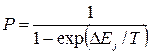 P = 1 / (1 − exp(ΔE_j / T))